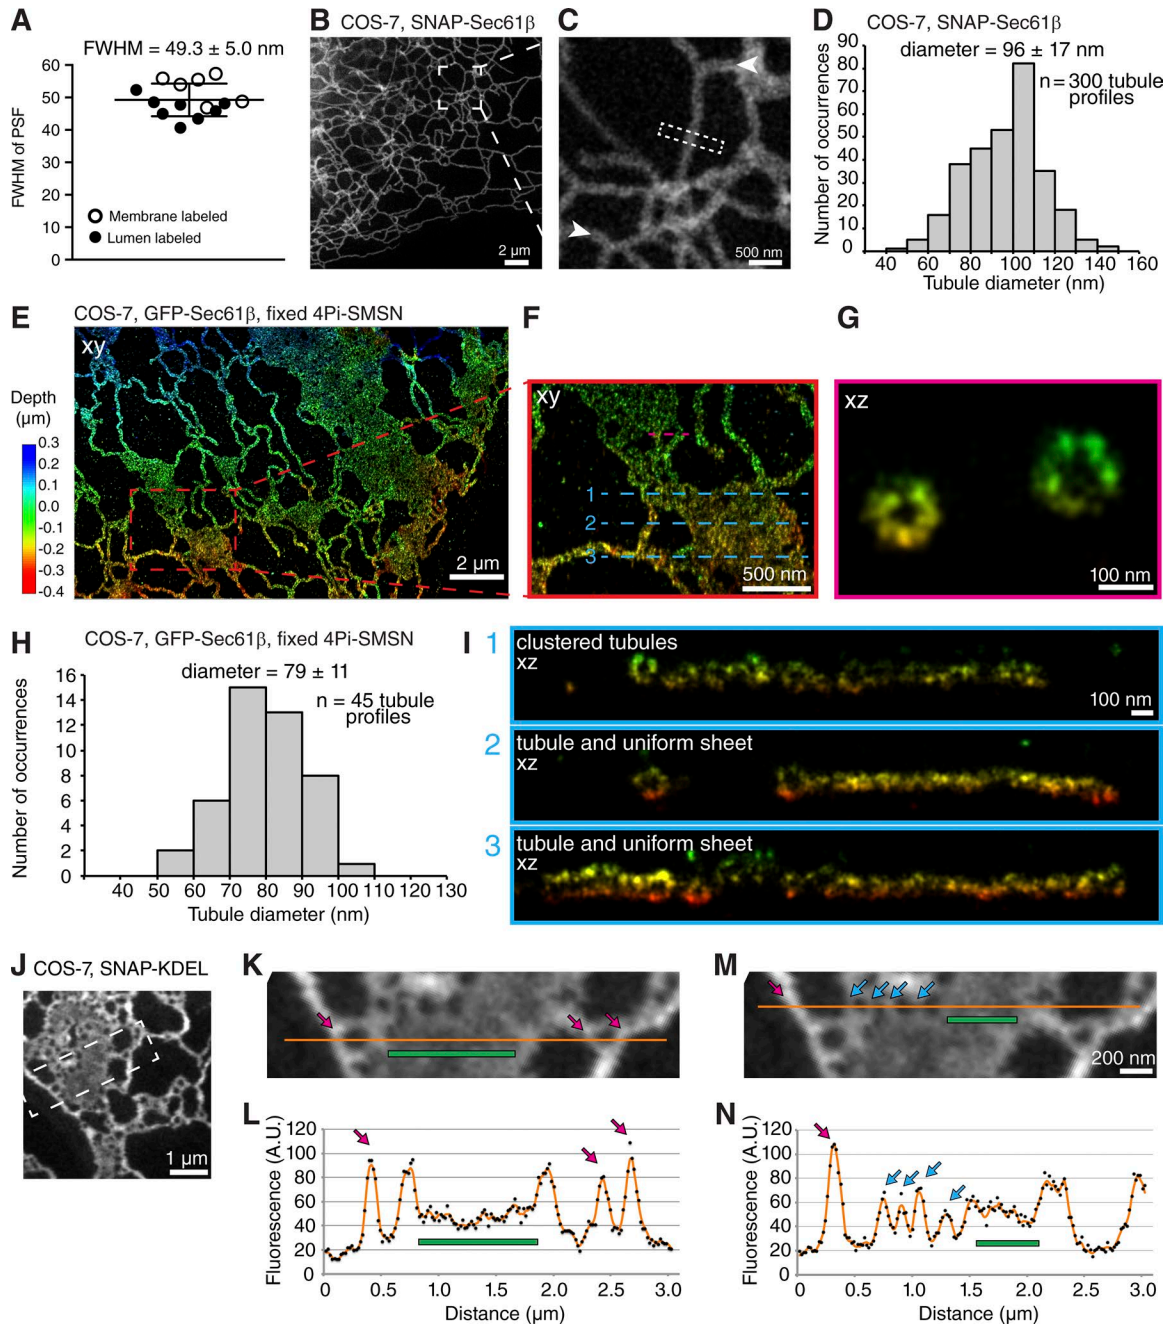 A
FWHM = 49.3 ± 5.0 nm
FWHM of PSF
60
50
40
30
20
10
0
Membrane labeled
Lumen labeled
B
COS-7, SNAP-Sec61β
2 µm
C
500 nm
D
COS-7, SNAP-Sec61β
diameter = 96 ± 17 nm
n = 300 tubule
profiles
Number of occurrences
90
80
70
60
50
40
30
20
10
0
40 60 80 100 120 140 160
Tubule diameter (nm)
E
COS-7, GFP-Sec61β, fixed 4Pi-SMSN
xy
Depth
(µm)
0.3
0.2
0.1
0.0
-0.1
-0.2
-0.3
-0.4
2 µm
F
xy
1
2
3
500 nm
G
xz
100 nm
H
COS-7, GFP-Sec61β, fixed 4Pi-SMSN
diameter = 79 ± 11
n = 45 tubule
profiles
Number of occurrences
16
14
12
10
8
6
4
2
0
40 50 60 70 80 90 100 110 120 130
Tubule diameter (nm)
I
1
clustered tubules
xz
100 nm
2
tubule and uniform sheet
xz
3
tubule and uniform sheet
xz
J
COS-7, SNAP-KDEL
1 µm
K
M
200 nm
L
Fluorescence (A.U.)
120
100
80
60
40
20
0
0.0 0.5 1.0 1.5 2.0 2.5 3.0
Distance (µm)
N
Fluorescence (A.U.)
120
100
80
60
40
20
0
0.0 0.5 1.0 1.5 2.0 2.5 3.0
Distance (µm)